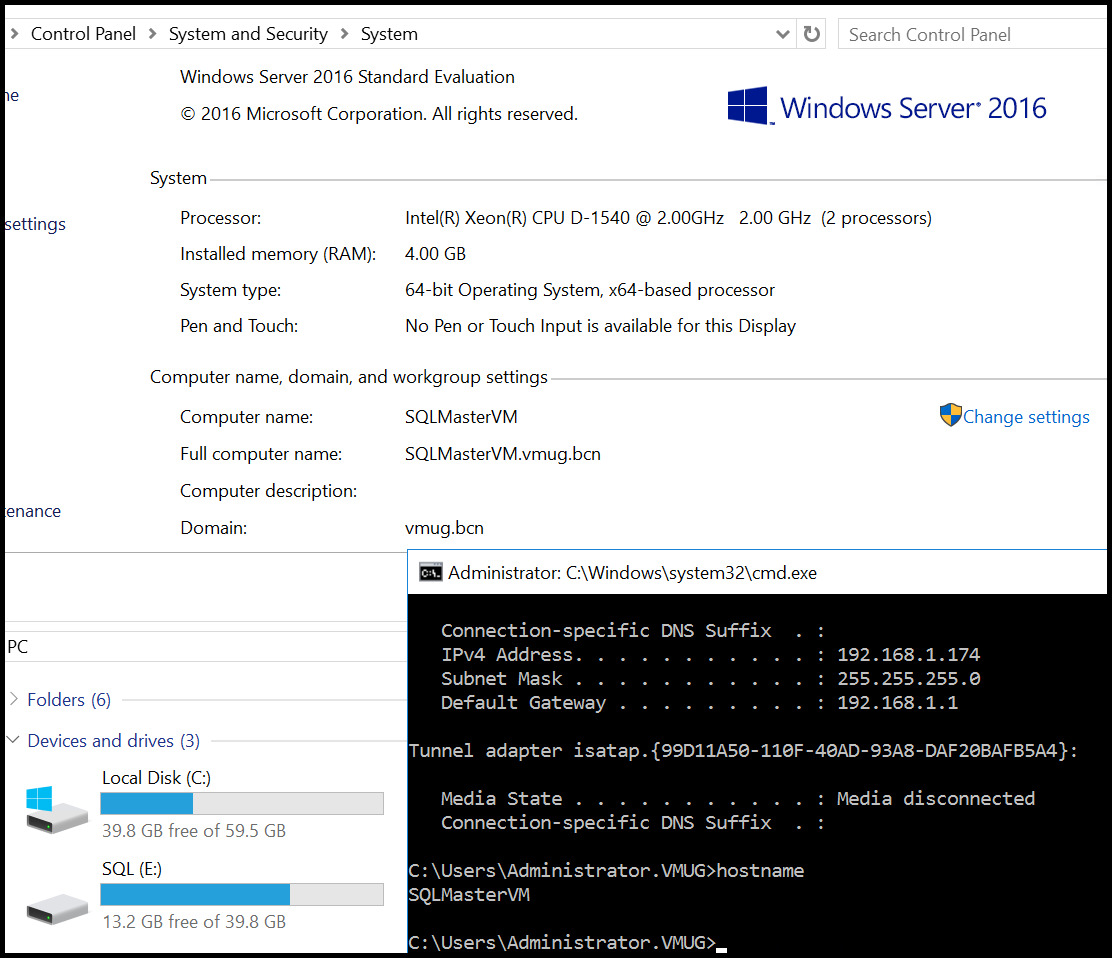 Control Panel > System and Security > System
Search Control Panel
Windows Server 2016 Standard Evaluation
© 2016 Microsoft Corporation. All rights reserved.
Windows Server® 2016
System
Processor: Intel(R) Xeon(R) CPU D-1540 @ 2.00GHz 2.00 GHz (2 processors)
settings
Installed memory (RAM): 4.00 GB
System type: 64-bit Operating System, x64-based processor
Pen and Touch: No Pen or Touch Input is available for this Display
Computer name, domain, and workgroup settings
Computer name: SQLMasterVM
Change settings
Full computer name: SQLMasterVM.vmug.bcn
Computer description:
Domain: vmug.bcn
PC
Folders (6)
Devices and drives (3)
Local Disk (C:)
39.8 GB free of 59.5 GB
SQL (E:)
13.2 GB free of 39.8 GB
Administrator: C:\Windows\system32\cmd.exe
Connection-specific DNS Suffix . :
IPv4 Address. . . . . . . . . . . : 192.168.1.174
Subnet Mask . . . . . . . . . . . : 255.255.255.0
Default Gateway . . . . . . . . . : 192.168.1.1
Tunnel adapter isatap.{99D11A50-110F-40AD-93A8-DAF20BAFB5A4}:
Media State . . . . . . . . . . . : Media disconnected
Connection-specific DNS Suffix . :
C:\Users\Administrator.VMUG>hostname
SQLMasterVM
C:\Users\Administrator.VMUG>